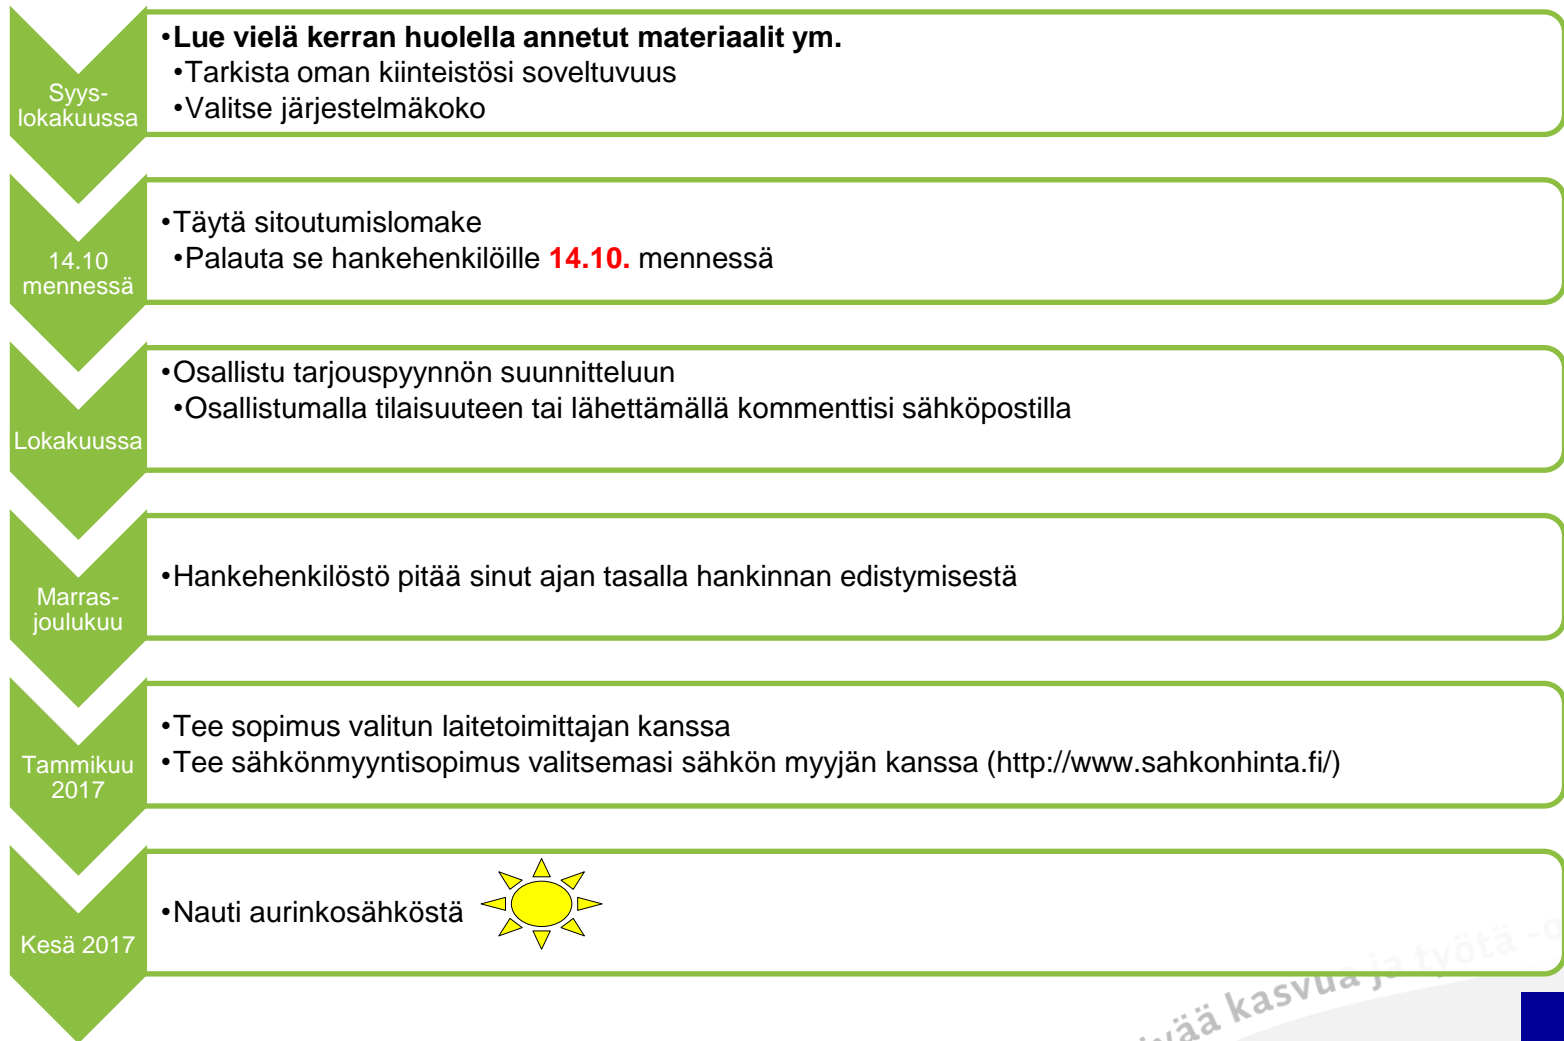 Syys-
lokakuussa
•Lue vielä kerran huolella annetut materiaalit ym.
•Tarkista oman kiinteistösi soveltuvuus
•Valitse järjestelmäkoko
14.10
mennessä
•Täytä sitoutumislomake
•Palauta se hankehenkilöille 14.10. mennessä
Lokakuussa
•Osallistu tarjouspyynnön suunnitteluun
•Osallistumalla tilaisuuteen tai lähettämällä kommenttisi sähköpostilla
Marras-
joulukuu
•Hankehenkilöstö pitää sinut ajan tasalla hankinnan edistymisestä
Tammikuu
2017
•Tee sopimus valitun laitetoimittajan kanssa
•Tee sähkönmyyntisopimus valitsemasi sähkön myyjän kanssa (http://www.sahkonhinta.fi/)
Kesä 2017
•Nauti aurinkosähköstä
kasvua ja työtä